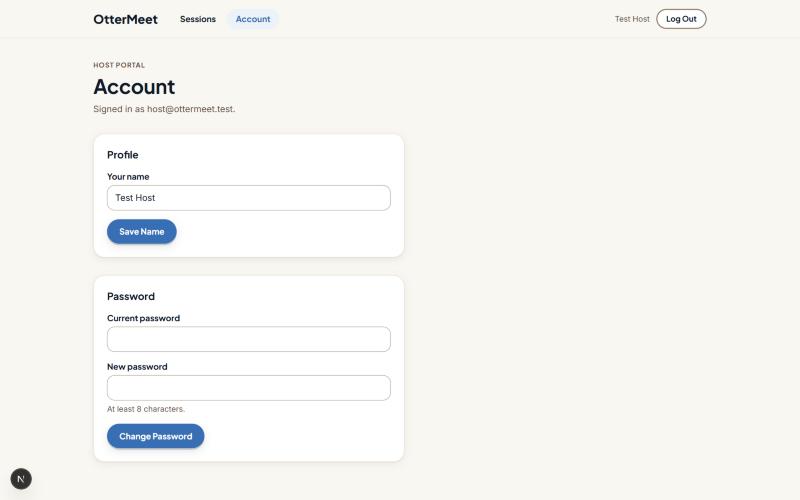 OtterMeet
Sessions
Account
Test Host
Log Out
HOST PORTAL
Account
Signed in as host@ottermeet.test.
Profile
Your name
Test Host
Save Name
Password
Current password
New password
At least 8 characters.
Change Password
N